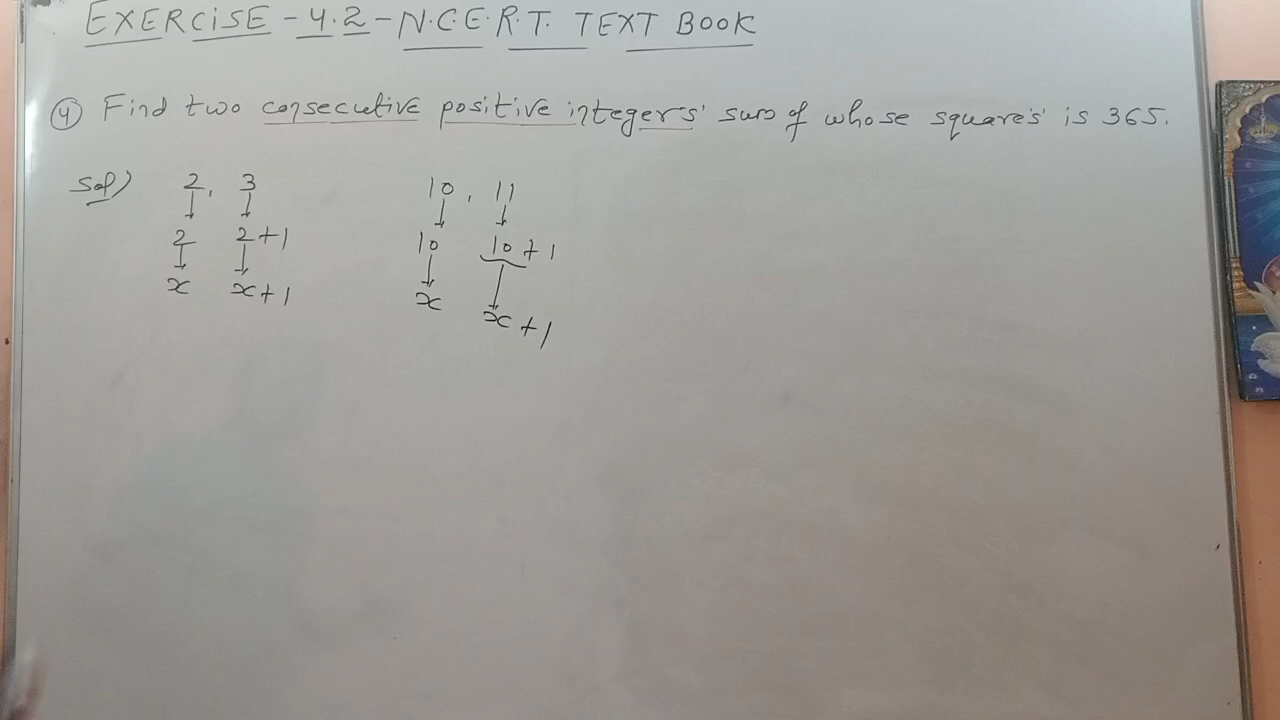 EXERCISE - 4.2 - N.C.E.R.T. TEXT BOOK
④ Find two consecutive positive integers' sum of whose squares' is 365.
Sol) 2, 3 10, 11
2 2+1 10 10+1
x x+1 x x+1